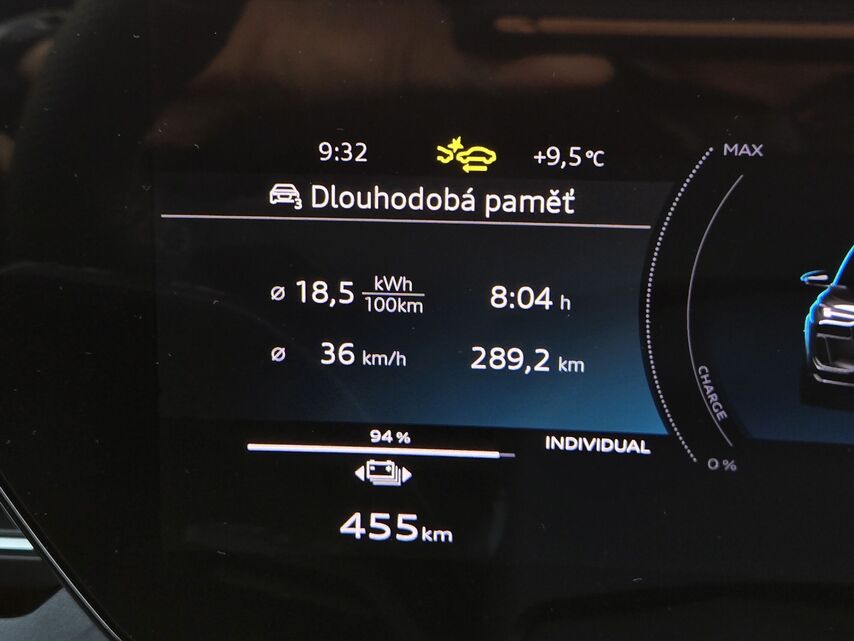 9:32 +9,5°C MAX
3 Dlouhodobá paměť
ø 18,5 kWh/100km 8:04 h
ø 36 km/h 289,2 km
CHARGE
94 % INDIVIDUAL
0 %
455 km